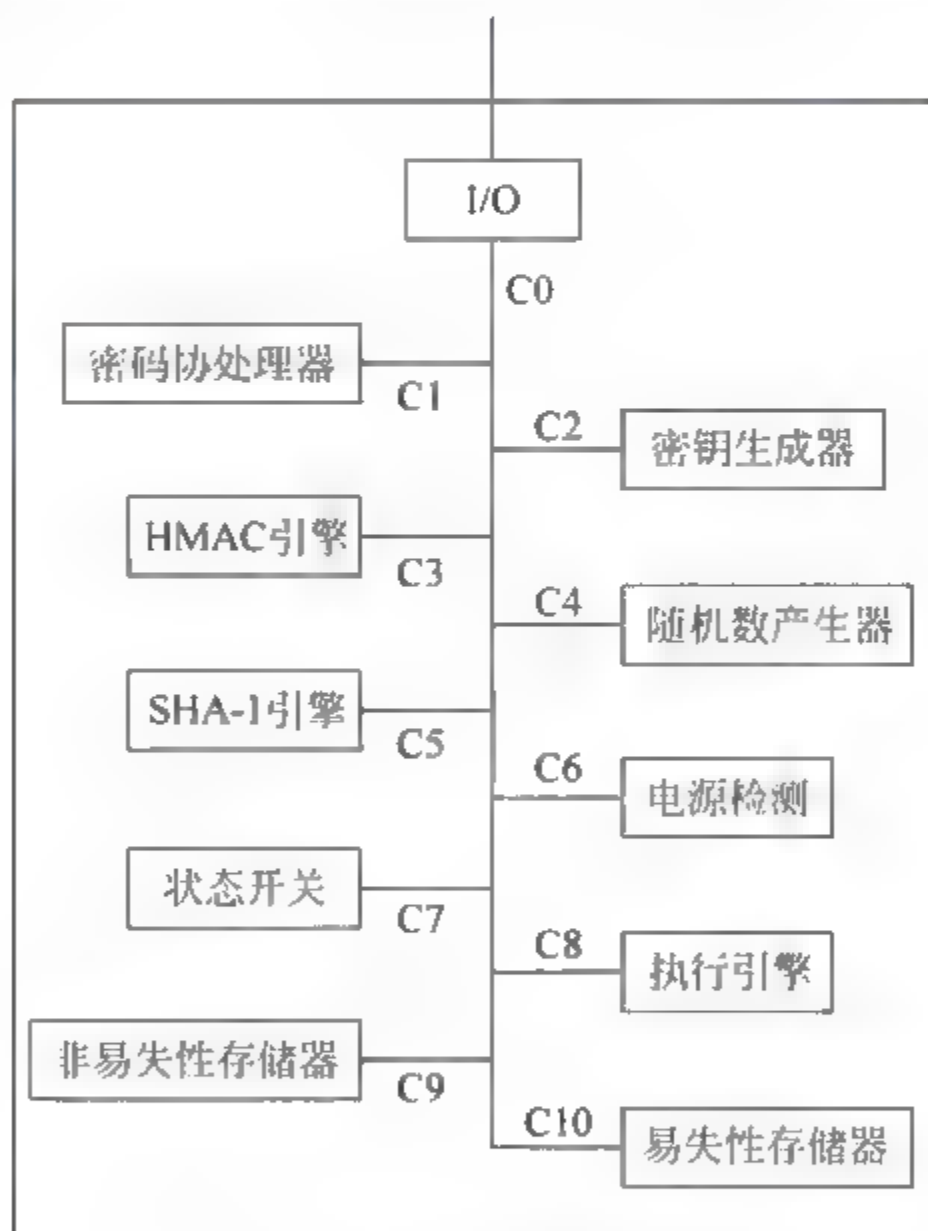 I/O
C0
密码协处理器
C1
C2
密钥生成器
HMAC引擎
C3
C4
随机数产生器
SHA-1引擎
C5
C6
电源检测
状态开关
C7
C8
执行引擎
非易失性存储器
C9
C10
易失性存储器